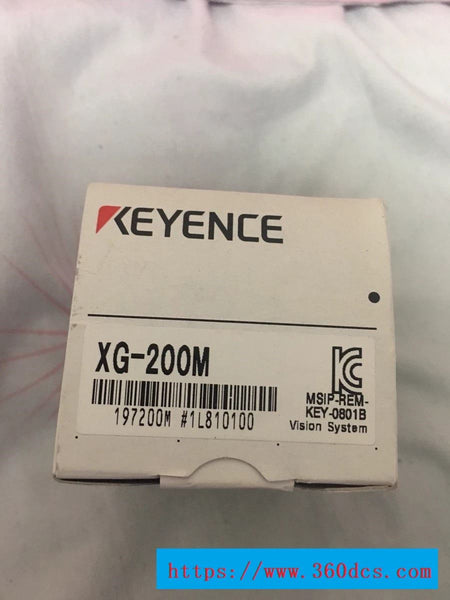 KEYENCE
XG-200M
197200M #1L810100
MSIP-REM-
KEY-0801B
Vision System
https://www.360dcs.com